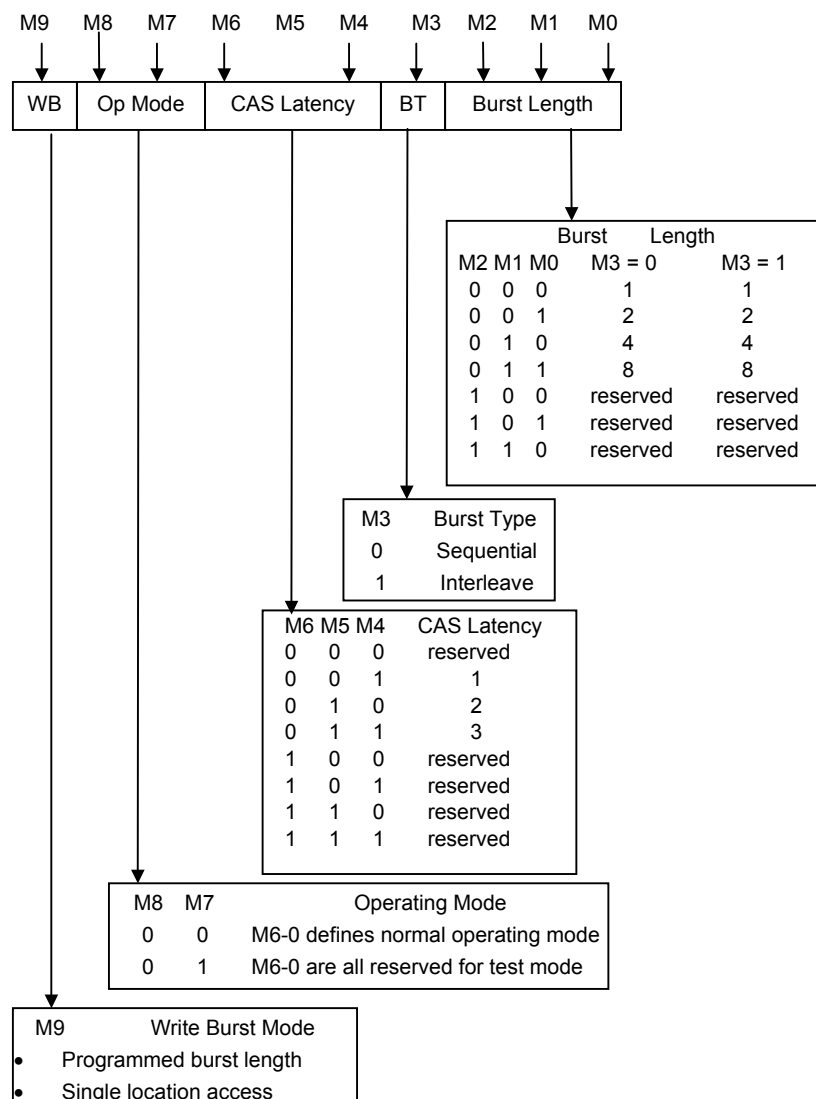 M9 M8 M7 M6 M5 M4 M3 M2 M1 M0
WB Op Mode CAS Latency BT Burst Length
Burst Length
M2 M1 M0 M3 = 0 M3 = 1
0 0 0 1 1
0 0 1 2 2
0 1 0 4 4
0 1 1 8 8
1 0 0 reserved reserved
1 0 1 reserved reserved
1 1 0 reserved reserved
M3 Burst Type
0 Sequential
1 Interleave
M6 M5 M4 CAS Latency
0 0 0 reserved
0 0 1 1
0 1 0 2
0 1 1 3
1 0 0 reserved
1 0 1 reserved
1 1 0 reserved
1 1 1 reserved
M8 M7 Operating Mode
0 0 M6-0 defines normal operating mode
0 1 M6-0 are all reserved for test mode
M9 Write Burst Mode
• Programmed burst length
• Single location access